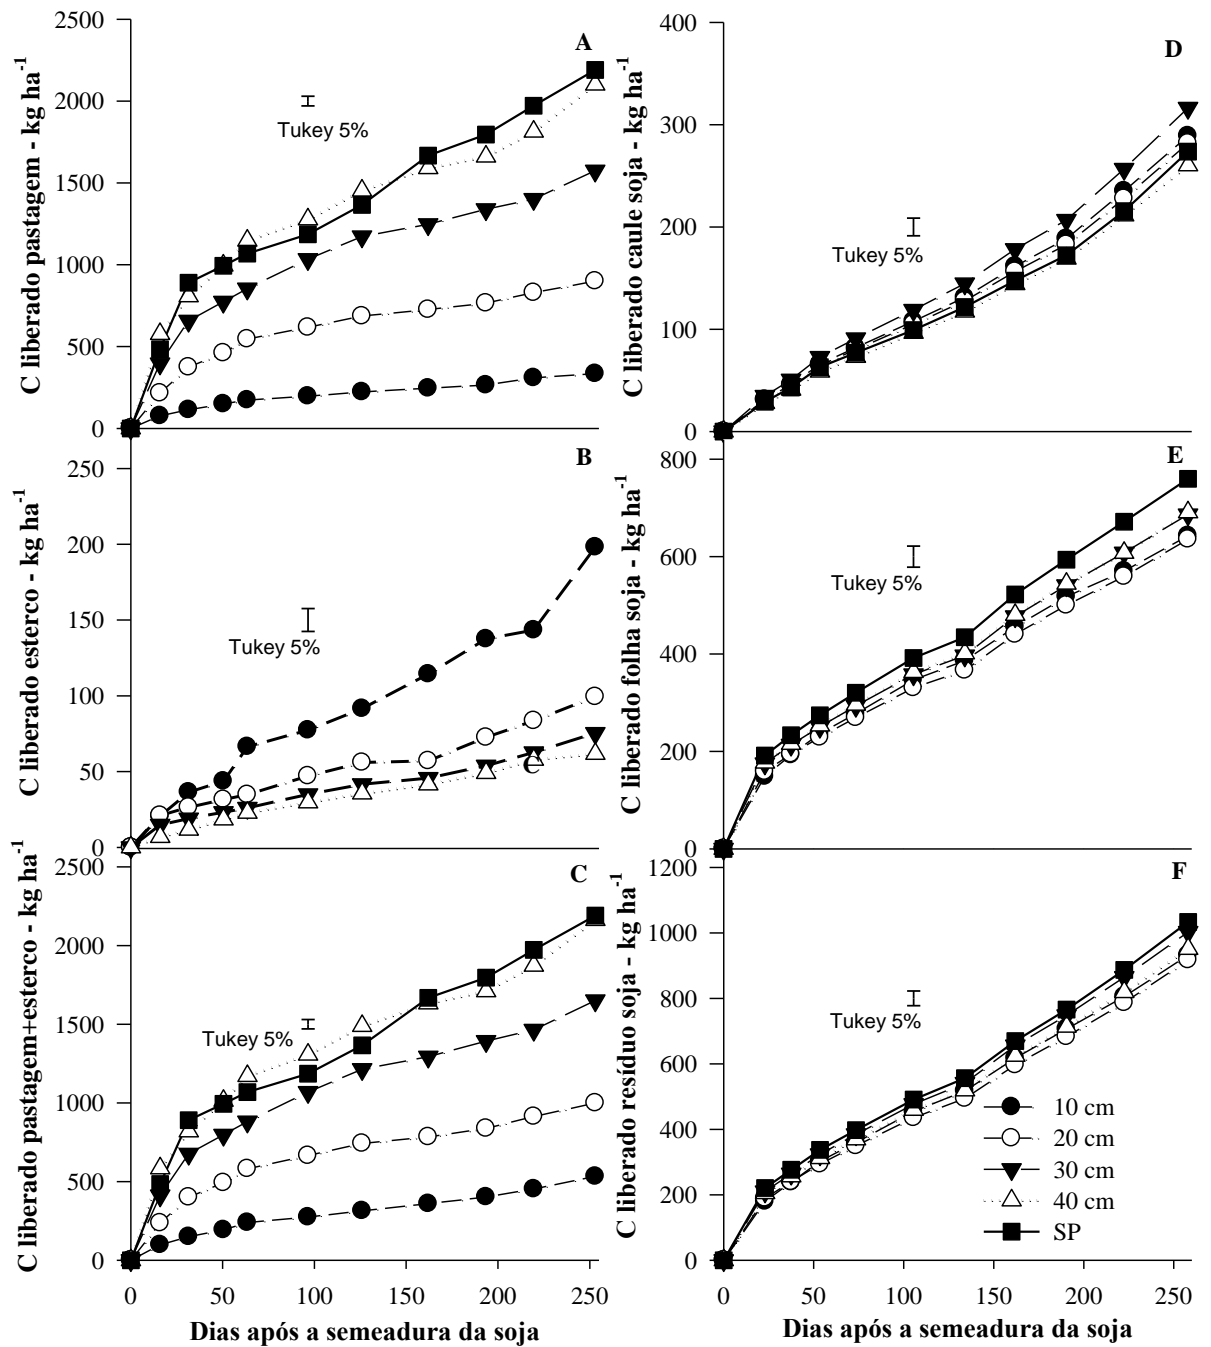 A
C liberado pastagem - kg ha-1
2500
2000
1500
1000
500
0
Tukey 5%
B
C liberado esterco - kg ha-1
250
200
150
100
50
0
Tukey 5%
C
C
C liberado pastagem+esterco - kg ha-1
2500
2000
1500
1000
500
0
Tukey 5%
0 50 100 150 200 250
Dias após a semeadura da soja
D
C liberado caule soja - kg ha-1
400
300
200
100
0
Tukey 5%
E
C liberado folha soja - kg ha-1
800
600
400
200
0
Tukey 5%
F
C liberado resíduo soja - kg ha-1
1200
1000
800
600
400
200
0
Tukey 5%
10 cm
20 cm
30 cm
40 cm
SP
0 50 100 150 200 250
Dias após a semeadura da soja